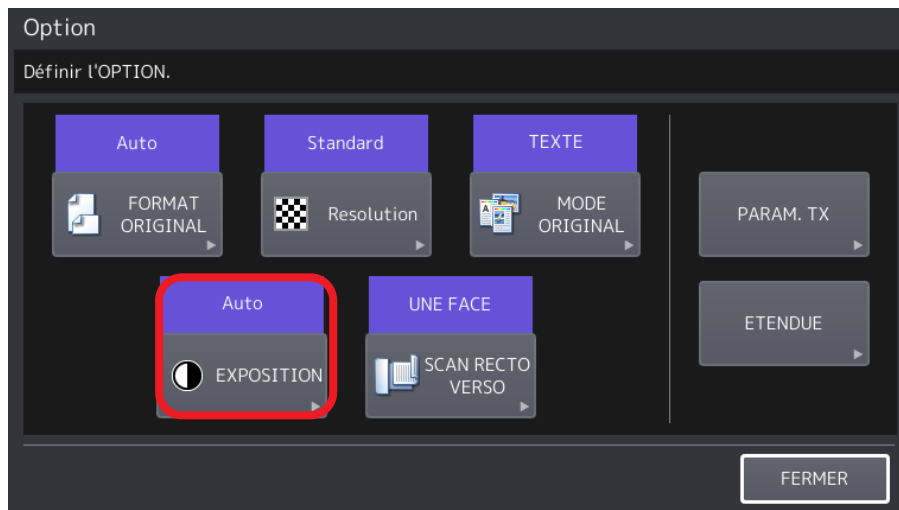 Option
Définir l'OPTION.
Auto
Standard
TEXTE
FORMAT
ORIGINAL
Resolution
MODE
ORIGINAL
PARAM. TX
Auto
UNE FACE
EXPOSITION
SCAN RECTO
VERSO
ETENDUE
FERMER